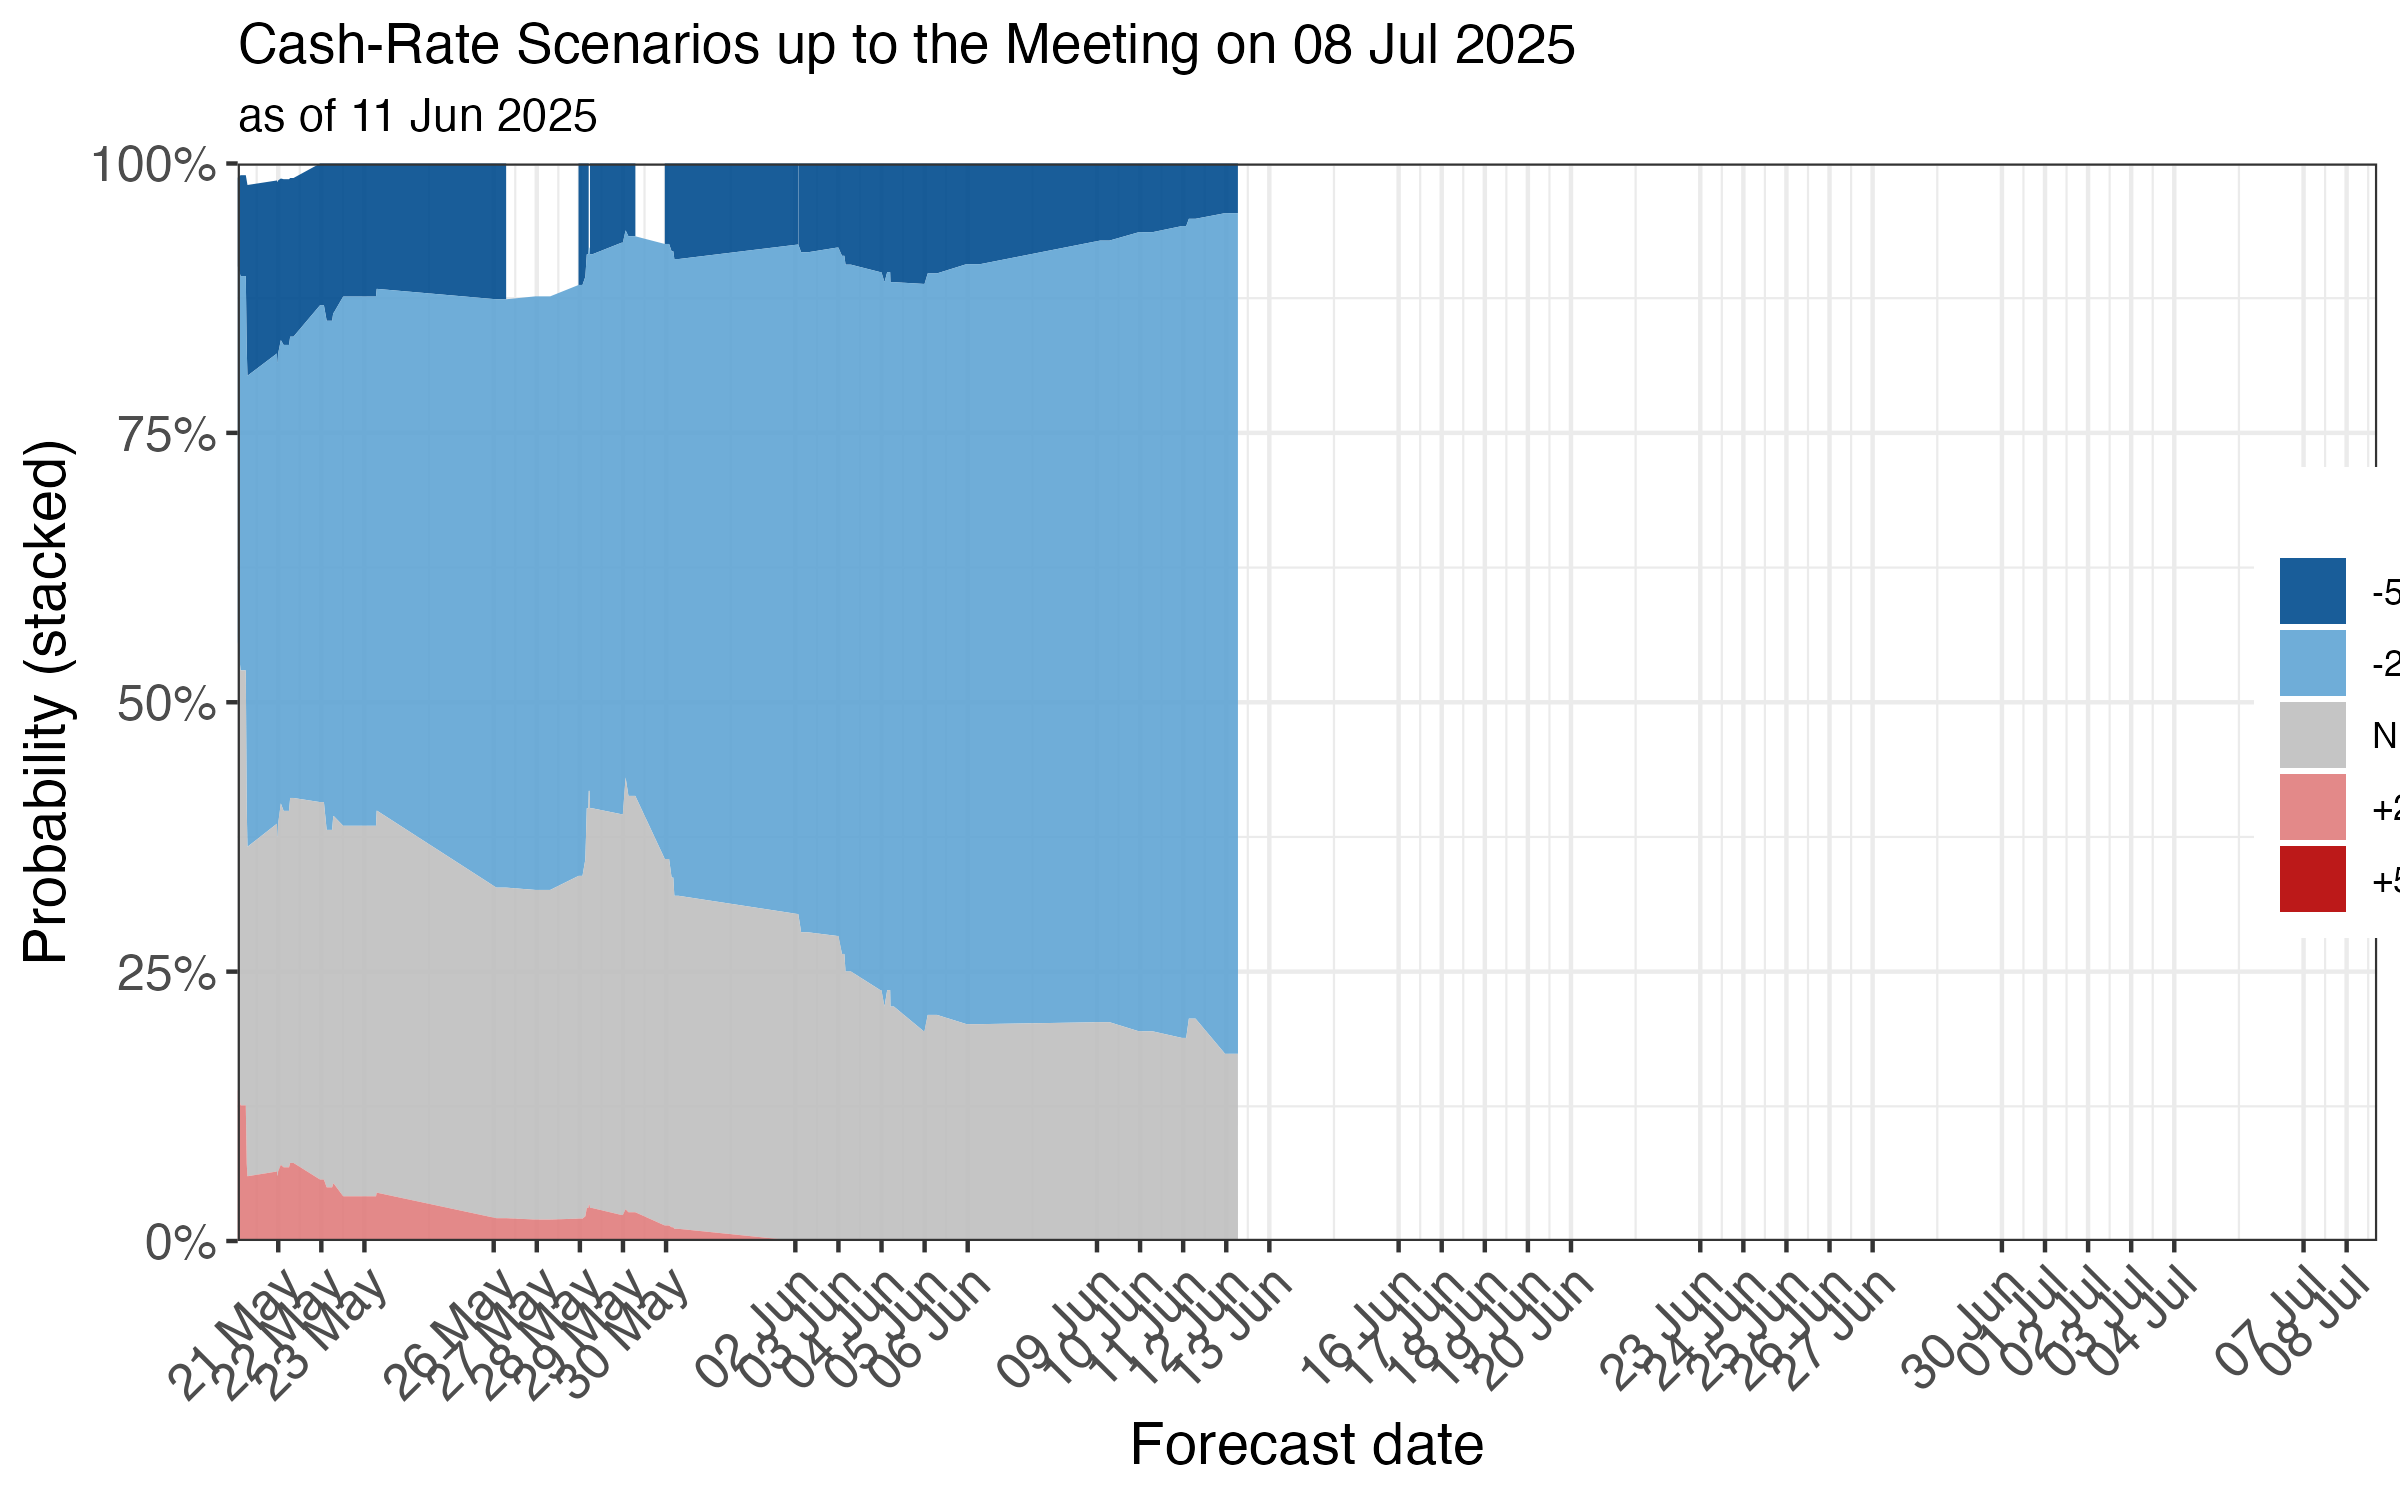 Cash-Rate Scenarios up to the Meeting on 08 Jul 2025
as of 11 Jun 2025
Probability (stacked)
100%
75%
50%
25%
0%
-5
-2
N
+2
+5
21 May
22 May
23 May
26 May
27 May
28 May
29 May
30 May
02 Jun
03 Jun
04 Jun
05 Jun
06 Jun
09 Jun
10 Jun
11 Jun
12 Jun
13 Jun
16 Jun
17 Jun
18 Jun
19 Jun
20 Jun
23 Jun
24 Jun
25 Jun
26 Jun
27 Jun
30 Jun
01 Jul
02 Jul
03 Jul
04 Jul
07 Jul
08 Jul
Forecast date